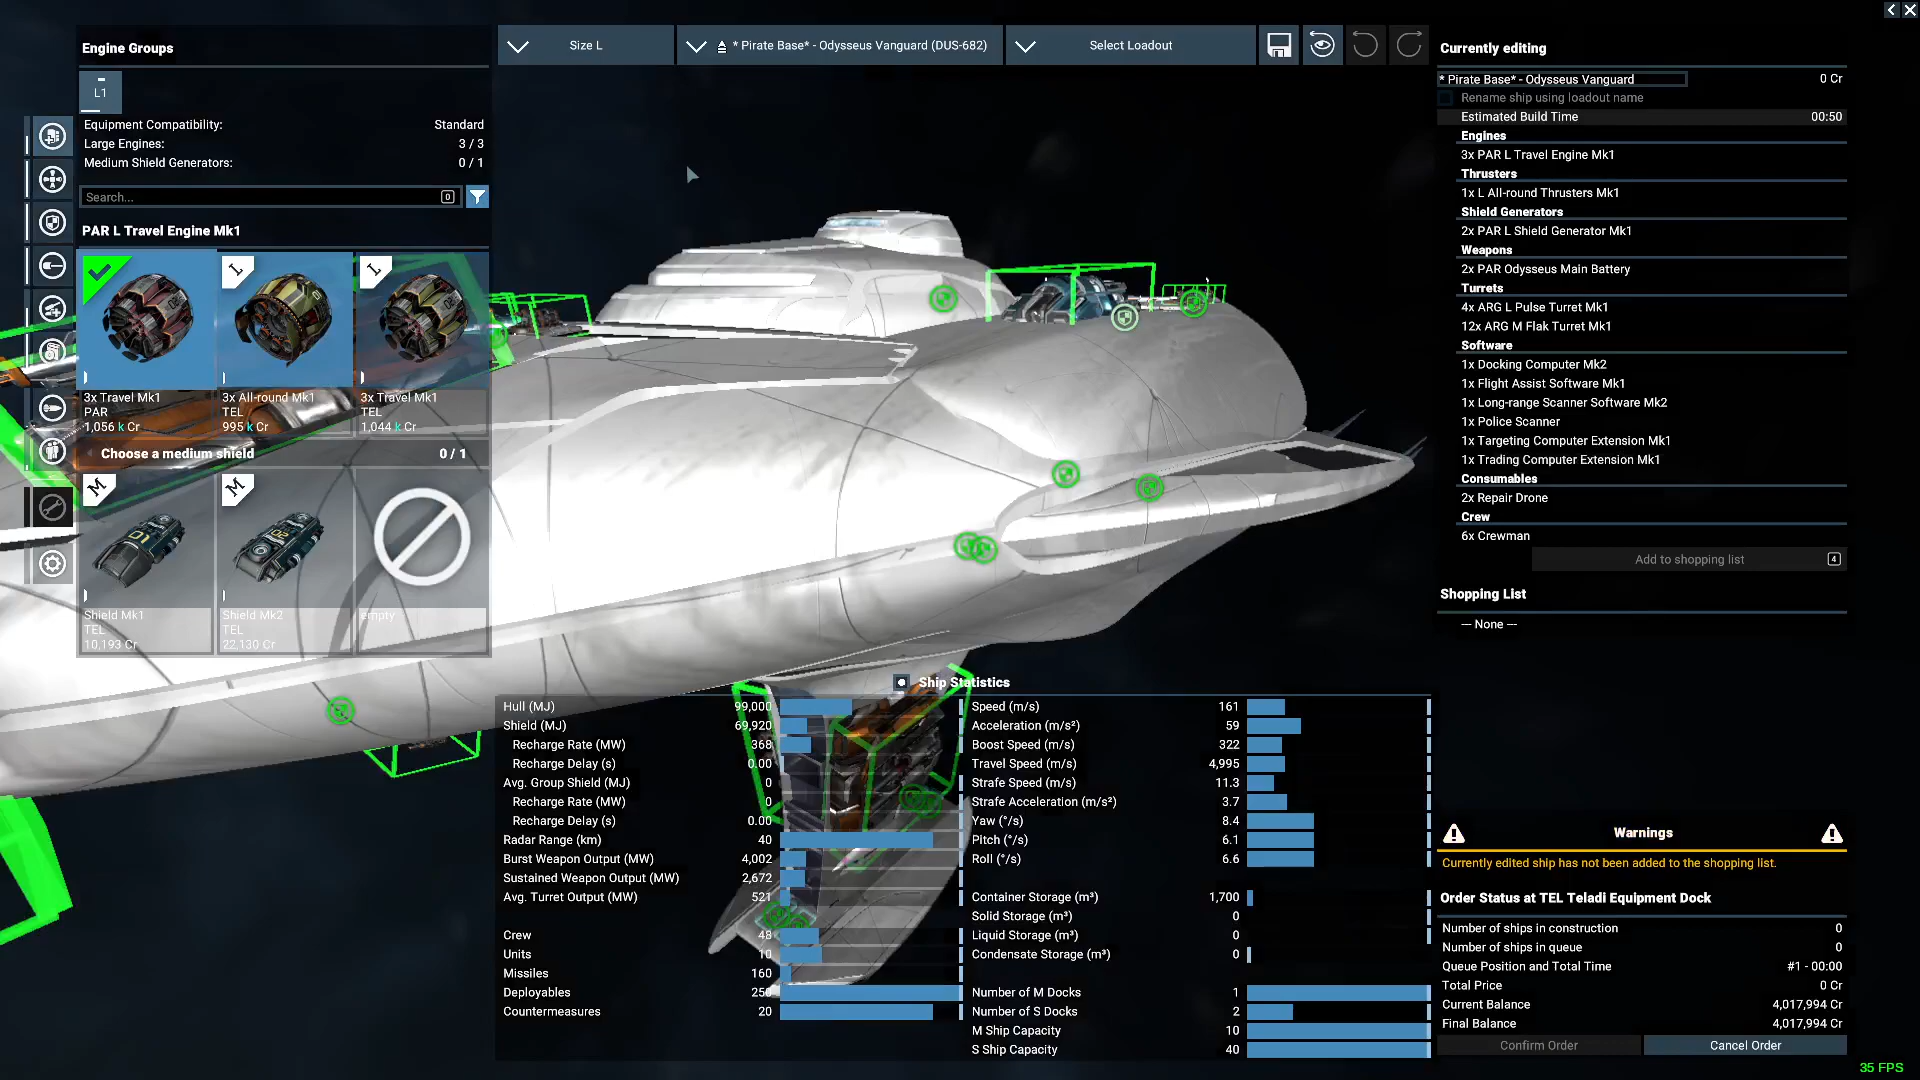 Engine Groups
L1
Equipment Compatibility: Standard
Large Engines: 3 / 3
Medium Shield Generators: 0 / 1
Search... 0
PAR L Travel Engine Mk1
L L
3x Travel Mk1 3x All-round Mk1 3x Travel Mk1
PAR TEL TEL
1,056 k Cr 995 k Cr 1,044 k Cr
Choose a medium shield 0 / 1
M M
01 02
Shield Mk1 Shield Mk2 empty
TEL TEL
10,193 Cr 22,130 Cr
Size L
* Pirate Base* - Odysseus Vanguard (DUS-682)
Select Loadout
Ship Statistics
Hull (MJ) 99,000
Shield (MJ) 69,920
Recharge Rate (MW) 368
Recharge Delay (s) 0.00
Avg. Group Shield (MJ) 0
Recharge Rate (MW) 0
Recharge Delay (s) 0.00
Radar Range (km) 40
Burst Weapon Output (MW) 4,002
Sustained Weapon Output (MW) 2,672
Avg. Turret Output (MW) 521
Crew 48
Units 10
Missiles 160
Deployables 250
Countermeasures 20
Speed (m/s) 161
Acceleration (m/s²) 59
Boost Speed (m/s) 322
Travel Speed (m/s) 4,995
Strafe Speed (m/s) 11.3
Strafe Acceleration (m/s²) 3.7
Yaw (°/s) 8.4
Pitch (°/s) 6.1
Roll (°/s) 6.6
Container Storage (m³) 1,700
Solid Storage (m³) 0
Liquid Storage (m³) 0
Condensate Storage (m³) 0
Number of M Docks 1
Number of S Docks 2
M Ship Capacity 10
S Ship Capacity 40
Currently editing
* Pirate Base* - Odysseus Vanguard 0 Cr
Rename ship using loadout name
Estimated Build Time 00:50
Engines
3x PAR L Travel Engine Mk1
Thrusters
1x L All-round Thrusters Mk1
Shield Generators
2x PAR L Shield Generator Mk1
Weapons
2x PAR Odysseus Main Battery
Turrets
4x ARG L Pulse Turret Mk1
12x ARG M Flak Turret Mk1
Software
1x Docking Computer Mk2
1x Flight Assist Software Mk1
1x Long-range Scanner Software Mk2
1x Police Scanner
1x Targeting Computer Extension Mk1
1x Trading Computer Extension Mk1
Consumables
2x Repair Drone
Crew
6x Crewman
Add to shopping list 4
Shopping List
--- None ---
Warnings
Currently edited ship has not been added to the shopping list.
Order Status at TEL Teladi Equipment Dock
Number of ships in construction 0
Number of ships in queue 0
Queue Position and Total Time #1 - 00:00
Total Price 0 Cr
Current Balance 4,017,994 Cr
Final Balance 4,017,994 Cr
Confirm Order Cancel Order
35 FPS